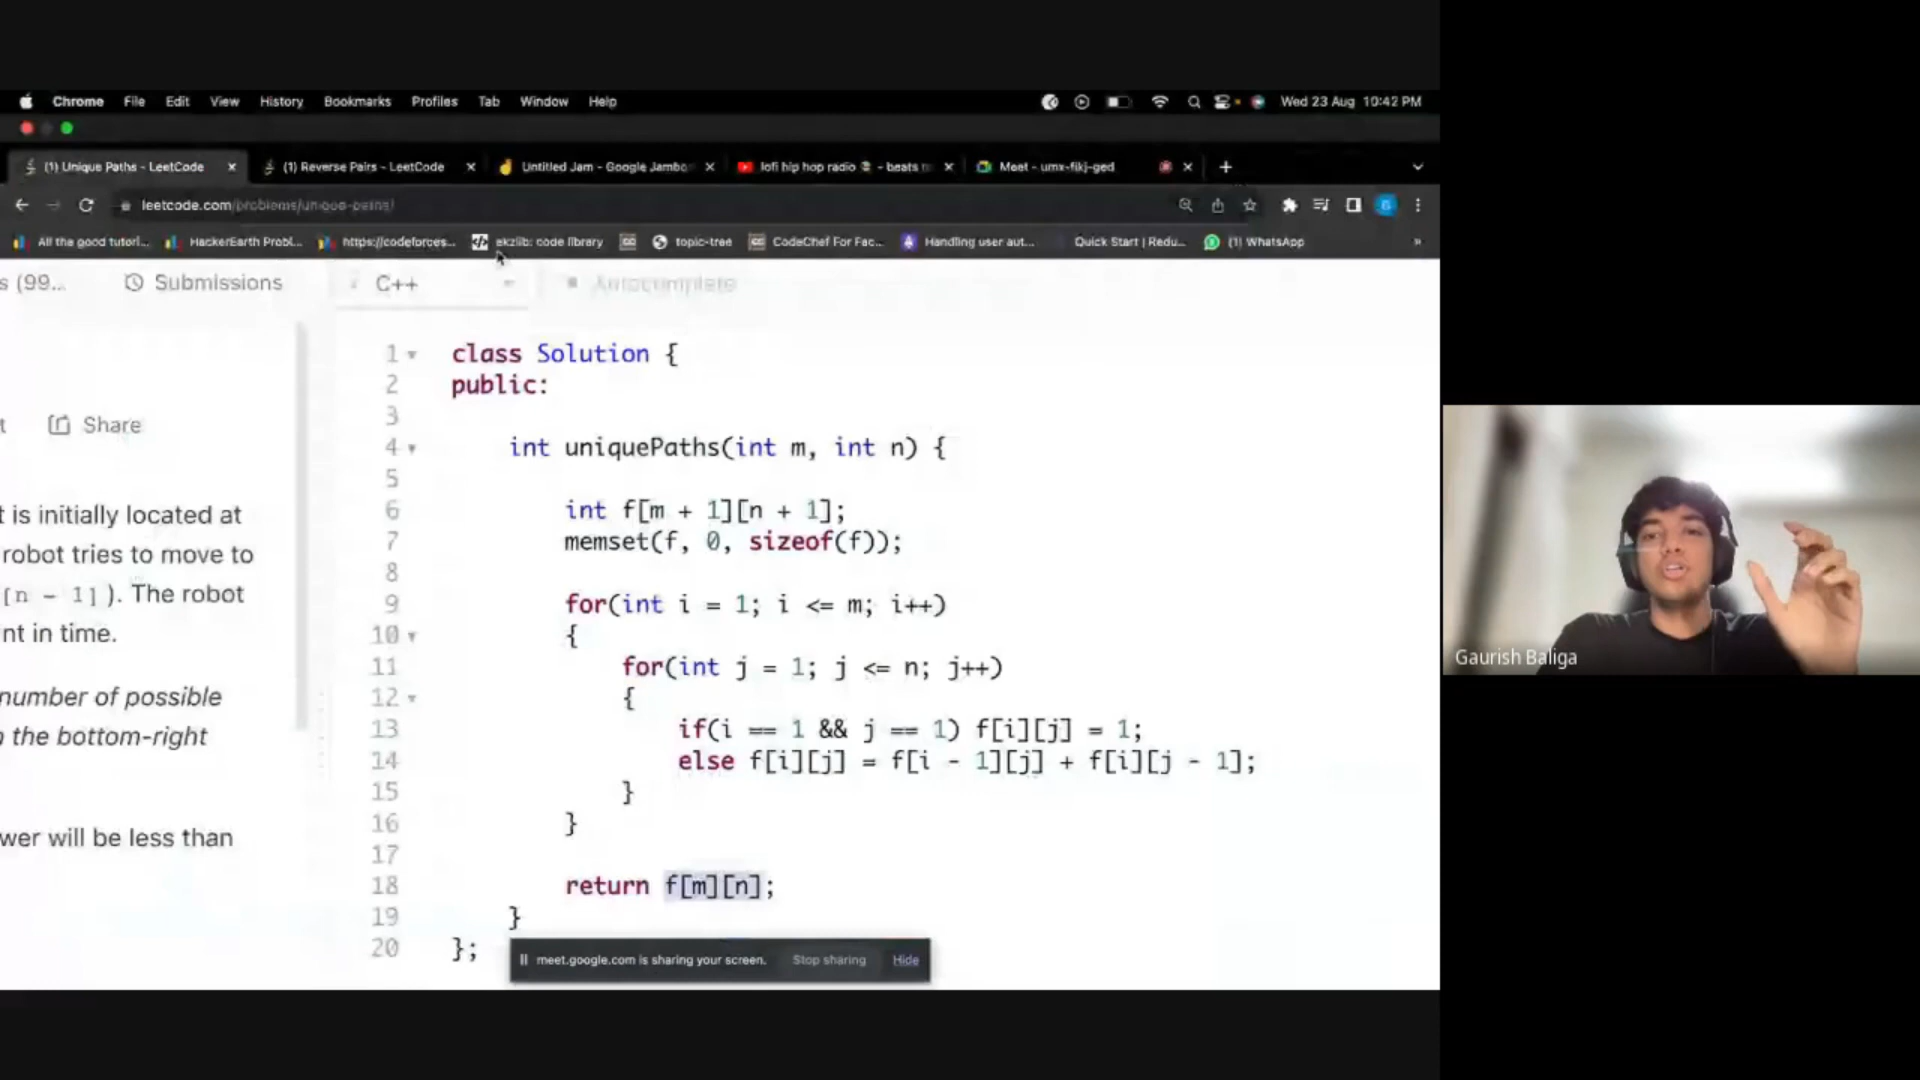 Chrome File Edit View History Bookmarks Profiles Tab Window Help Wed 23 Aug 10:42 PM
(1) Unique Paths - LeetCode (1) Reverse Pairs - LeetCode Untitled Jam - Google Jambo lofi hip hop radio - beats Meet - umx-fikj-ged
leetcode.com/problems/unique-paths/
All the good tutori... HackerEarth Probl... https://codeforces... ekzlib: code library topic-tree CodeChef For Fac... Handling user aut... Quick Start | Redu... (1) WhatsApp »
s (99... Submissions
t Share
t is initially located at
robot tries to move to
[n - 1] ). The robot
nt in time.
number of possible
the bottom-right
wer will be less than
C++ Autocomplete
1 class Solution {
2 public:
3
4 int uniquePaths(int m, int n) {
5
6 int f[m + 1][n + 1];
7 memset(f, 0, sizeof(f));
8
9 for(int i = 1; i <= m; i++)
10 {
11 for(int j = 1; j <= n; j++)
12 {
13 if(i == 1 && j == 1) f[i][j] = 1;
14 else f[i][j] = f[i - 1][j] + f[i][j - 1];
15 }
16 }
17
18 return f[m][n];
19 }
20 };
meet.google.com is sharing your screen. Stop sharing Hide
Gaurish Baliga